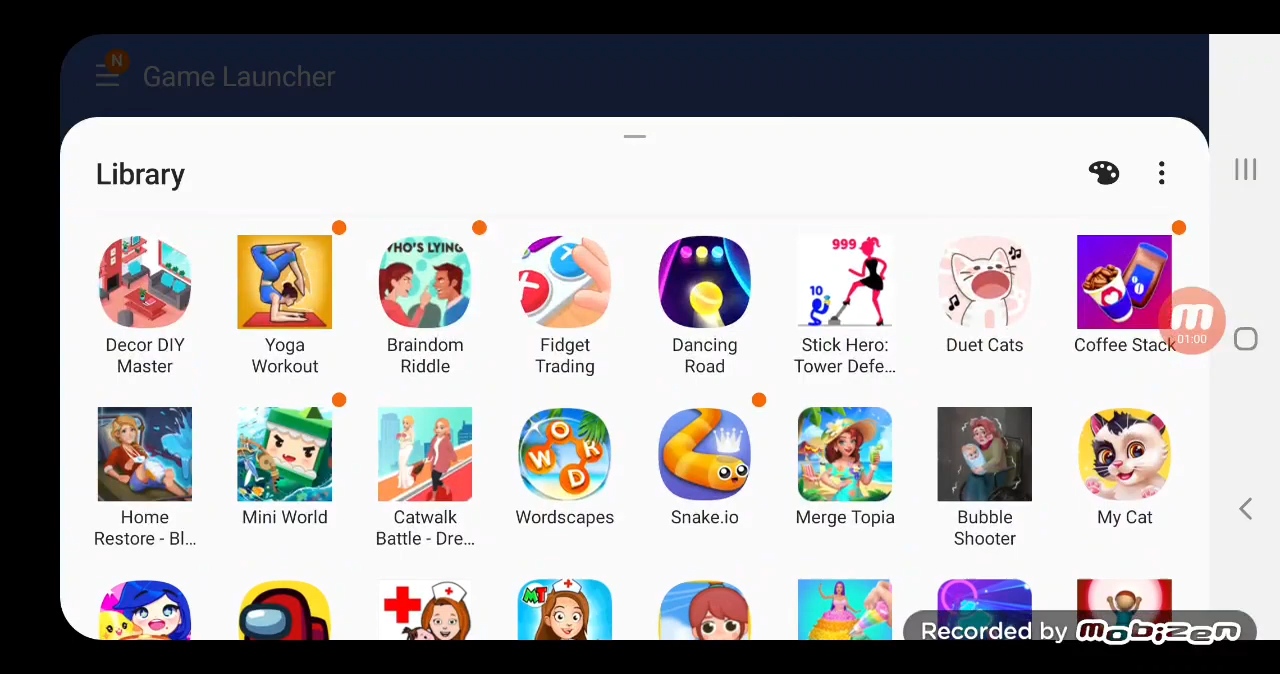 N
Game Launcher
Library
WHO'S LYING
999
10
Decor DIY
Master
Yoga
Workout
Braindom
Riddle
Fidget
Trading
Dancing
Road
Stick Hero:
Tower Defe...
Duet Cats
Coffee Stack
01:00
W O R D
Home
Restore - Bl...
Mini World
Catwalk
Battle - Dre...
Wordscapes
Snake.io
Merge Topia
Bubble
Shooter
My Cat
MT
Recorded by mobizen